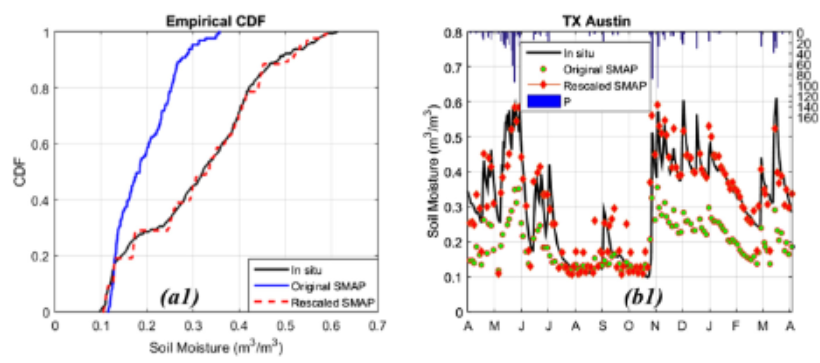 Empirical CDF
1
0.8
0.6
0.4
0.2
0
CDF
0 0.1 0.2 0.3 0.4 0.5 0.6 0.7
Soil Moisture (m³/m³)
In situ
Original SMAP
Rescaled SMAP
(a1)
TX Austin
0.8
0.7
0.6
0.5
0.4
0.3
0.2
0.1
0
Soil Moisture (m³/m³)
In situ
Original SMAP
Rescaled SMAP
P
0
20
40
60
80
100
120
140
160
(b1)
A M J J A S O N D J F M A